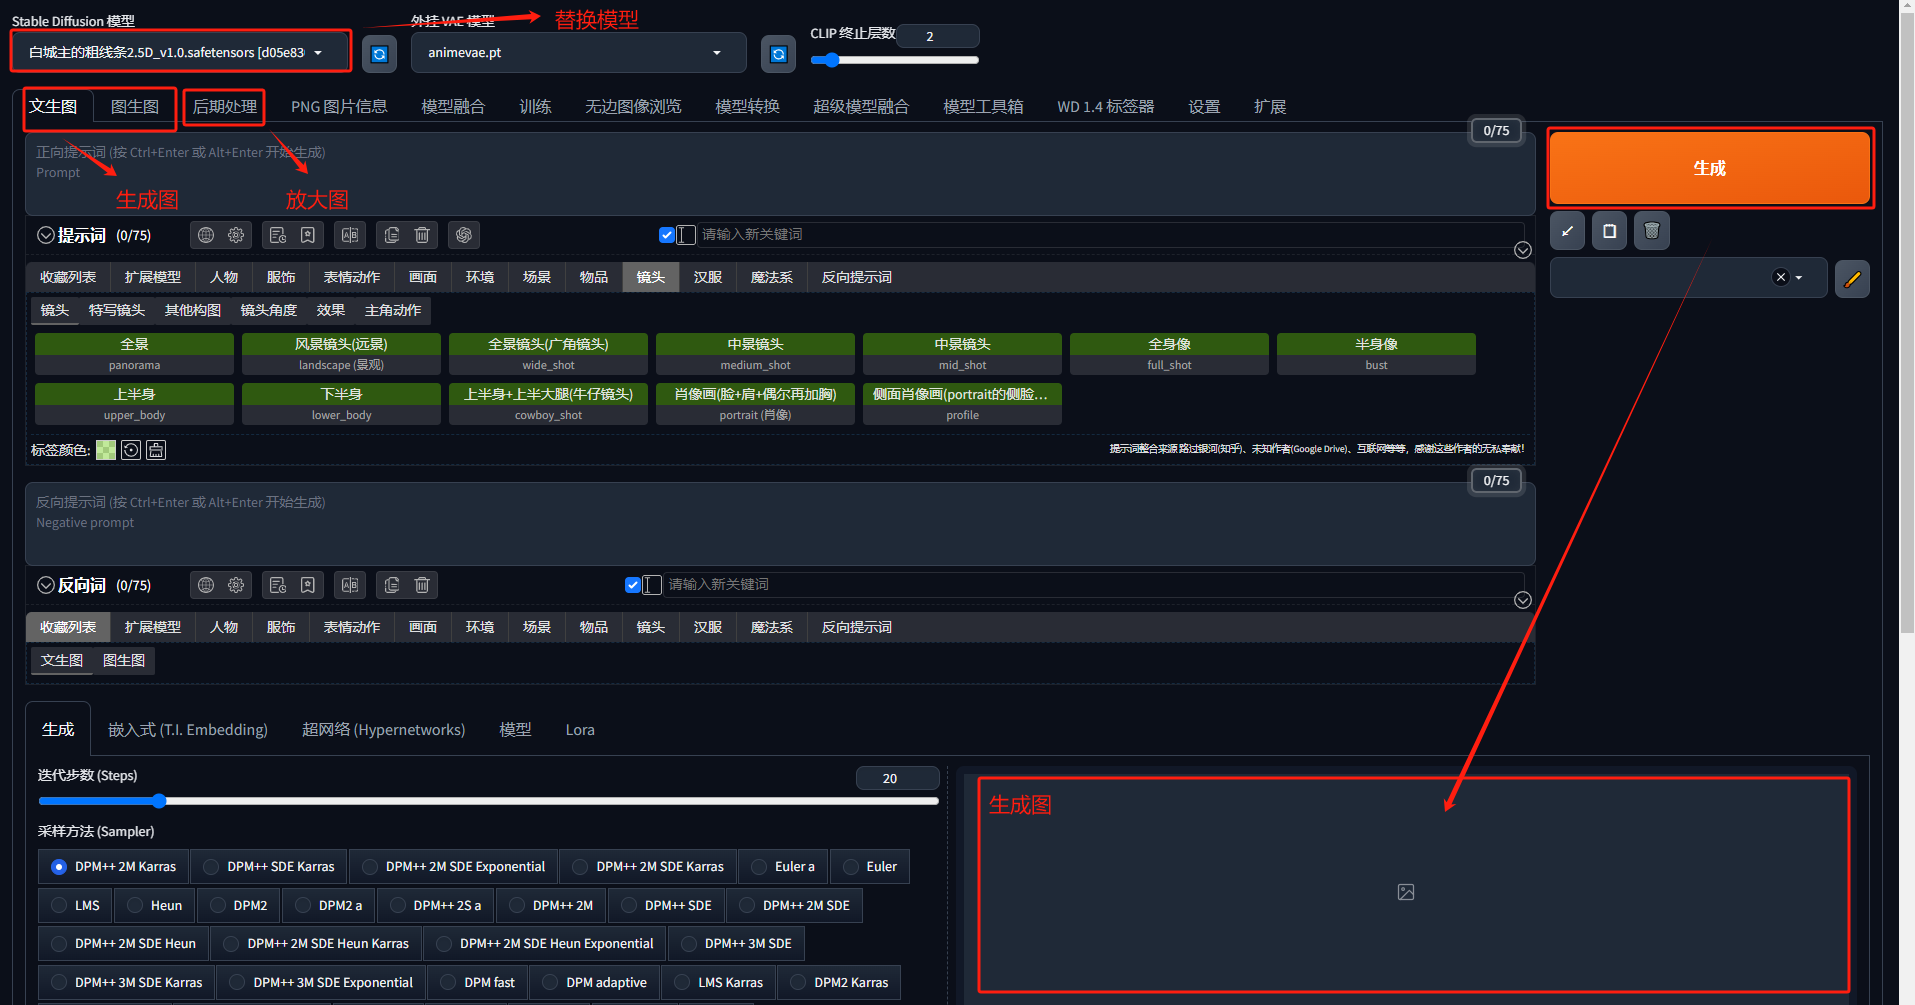 Stable Diffusion 模型
外挂 VAE 模型
替换模型
CLIP 终止层数
2
白城主的粗线条2.5D_v1.0.safetensors [d05e83
animevae.pt
文生图
图生图
后期处理
PNG 图片信息
模型融合
训练
无边图像浏览
模型转换
超级模型融合
模型工具箱
WD 1.4 标签器
设置
扩展
0/75
正向提示词 (按 Ctrl+Enter 或 Alt+Enter 开始生成)
Prompt
生成图
放大图
生成
提示词 (0/75)
请输入新关键词
收藏列表
扩展模型
人物
服饰
表情动作
画面
环境
场景
物品
镜头
汉服
魔法系
反向提示词
镜头
特写镜头
其他构图
镜头角度
效果
主角动作
全景
风景镜头(远景)
全景镜头(广角镜头)
中景镜头
中景镜头
全身像
半身像
panorama
landscape (景观)
wide_shot
medium_shot
mid_shot
full_shot
bust
上半身
下半身
上半身+上半大腿(牛仔镜头)
肖像画(脸+肩+偶尔再加胸)
侧面肖像画(portrait的侧脸...
upper_body
lower_body
cowboy_shot
portrait (肖像)
profile
标签颜色:
提示词整合来源 路过银河(知乎)、未知作者(Google Drive)、互联网等等，感谢这些作者的无私奉献！
0/75
反向提示词 (按 Ctrl+Enter 或 Alt+Enter 开始生成)
Negative prompt
反向词 (0/75)
请输入新关键词
收藏列表
扩展模型
人物
服饰
表情动作
画面
环境
场景
物品
镜头
汉服
魔法系
反向提示词
文生图
图生图
生成
嵌入式 (T.I. Embedding)
超网络 (Hypernetworks)
模型
Lora
迭代步数 (Steps)
20
生成图
采样方法 (Sampler)
DPM++ 2M Karras
DPM++ SDE Karras
DPM++ 2M SDE Exponential
DPM++ 2M SDE Karras
Euler a
Euler
LMS
Heun
DPM2
DPM2 a
DPM++ 2S a
DPM++ 2M
DPM++ SDE
DPM++ 2M SDE
DPM++ 2M SDE Heun
DPM++ 2M SDE Heun Karras
DPM++ 2M SDE Heun Exponential
DPM++ 3M SDE
DPM++ 3M SDE Karras
DPM++ 3M SDE Exponential
DPM fast
DPM adaptive
LMS Karras
DPM2 Karras